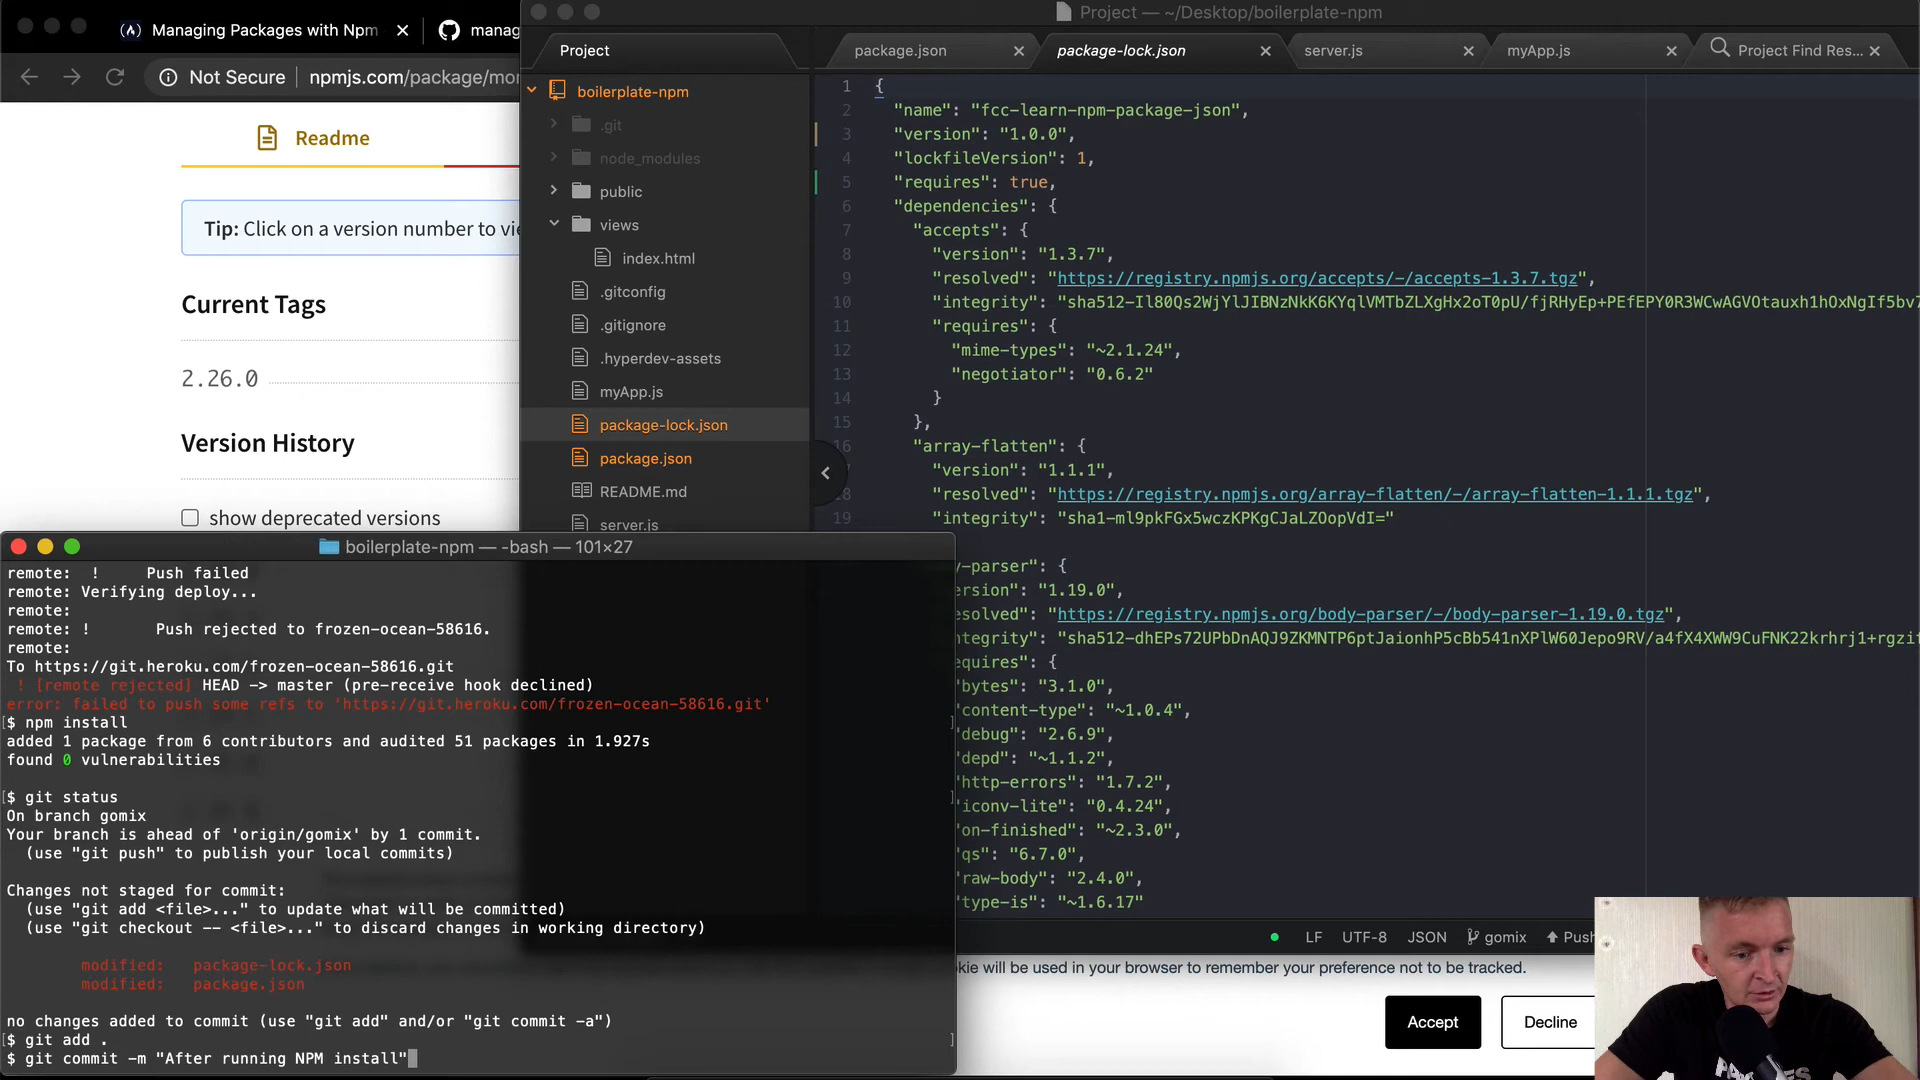 Managing Packages with Npm
manag
Not Secure
npmjs.com/package/mor
Readme
Tip: Click on a version number to vie
Current Tags
2.26.0
Version History
show deprecated versions
Project — ~/Desktop/boilerplate-npm
Project
package.json
package-lock.json
server.js
myApp.js
Project Find Res...
boilerplate-npm
.git
node_modules
public
views
index.html
.gitconfig
.gitignore
.hyperdev-assets
myApp.js
package-lock.json
package.json
README.md
server.js
1 {
2 "name": "fcc-learn-npm-package-json",
3 "version": "1.0.0",
4 "lockfileVersion": 1,
5 "requires": true,
6 "dependencies": {
7 "accepts": {
8 "version": "1.3.7",
9 "resolved": "https://registry.npmjs.org/accepts/-/accepts-1.3.7.tgz",
10 "integrity": "sha512-Il80Qs2WjYlJIBNzNkK6KYqlVMTbZLXgHx2oT0pU/fjRHyEp+PEfEPY0R3WCwAGVOtauxh1hOxNgIf5bv7
11 "requires": {
12 "mime-types": "~2.1.24",
13 "negotiator": "0.6.2"
14 }
15 },
16 "array-flatten": {
17 "version": "1.1.1",
18 "resolved": "https://registry.npmjs.org/array-flatten/-/array-flatten-1.1.1.tgz",
19 "integrity": "sha1-ml9pkFGx5wczKPKgCJaLZOopVdI="
y-parser": {
ersion": "1.19.0",
esolved": "https://registry.npmjs.org/body-parser/-/body-parser-1.19.0.tgz",
ntegrity": "sha512-dhEPs72UPbDnAQJ9ZKMNTP6ptJaionhP5cBb541nXPlW60Jepo9RV/a4fX4XWW9CuFNK22krhrj1+rgzif
equires": {
"bytes": "3.1.0",
"content-type": "~1.0.4",
"debug": "2.6.9",
"depd": "~1.1.2",
"http-errors": "1.7.2",
"iconv-lite": "0.4.24",
"on-finished": "~2.3.0",
"qs": "6.7.0",
"raw-body": "2.4.0",
"type-is": "~1.6.17"
LF UTF-8 JSON gomix Push
kie will be used in your browser to remember your preference not to be tracked.
Accept
Decline
boilerplate-npm — -bash — 101×27
remote: ! Push failed
remote: Verifying deploy...
remote:
remote: ! Push rejected to frozen-ocean-58616.
remote:
To https://git.heroku.com/frozen-ocean-58616.git
! [remote rejected] HEAD -> master (pre-receive hook declined)
error: failed to push some refs to 'https://git.heroku.com/frozen-ocean-58616.git'
[$ npm install ]
added 1 package from 6 contributors and audited 51 packages in 1.927s
found 0 vulnerabilities
[$ git status ]
On branch gomix
Your branch is ahead of 'origin/gomix' by 1 commit.
(use "git push" to publish your local commits)
Changes not staged for commit:
(use "git add <file>..." to update what will be committed)
(use "git checkout -- <file>..." to discard changes in working directory)
modified: package-lock.json
modified: package.json
no changes added to commit (use "git add" and/or "git commit -a")
[$ git add . ]
$ git commit -m "After running NPM install"